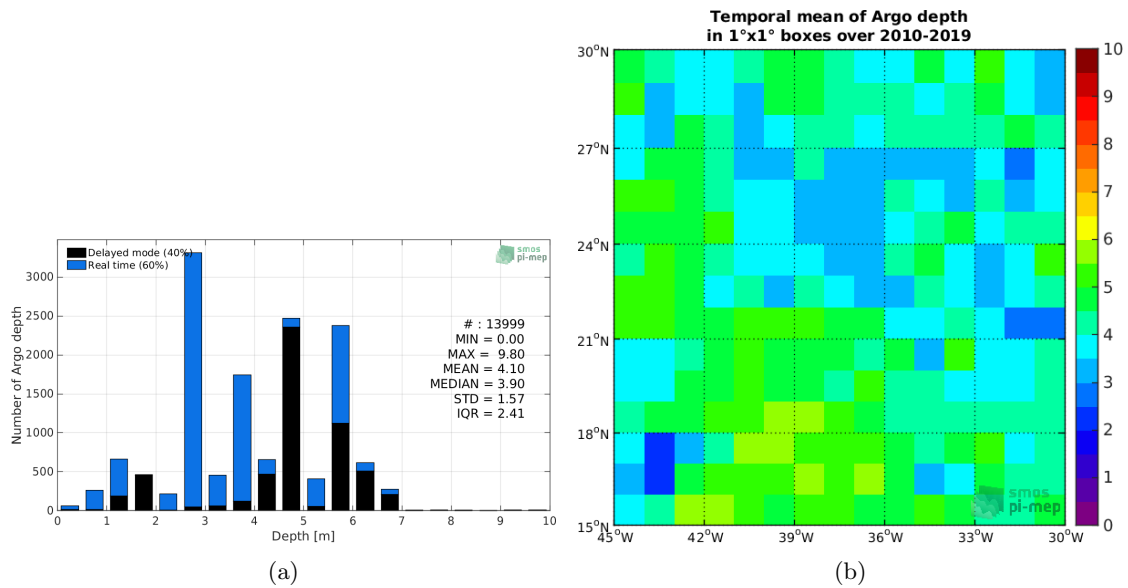 Delayed mode (40%)
Real time (60%)
smos
pi-mep
# : 13999
MIN = 0.00
MAX = 9.80
MEAN = 4.10
MEDIAN = 3.90
STD = 1.57
IQR = 2.41
Number of Argo depth
3000
2500
2000
1500
1000
500
0
0 1 2 3 4 5 6 7 8 9 10
Depth [m]
(a)
Temporal mean of Argo depth
in 1°x1° boxes over 2010-2019
30°N
27°N
24°N
21°N
18°N
15°N
45°W 42°W 39°W 36°W 33°W 30°W
smos
pi-mep
10
9
8
7
6
5
4
3
2
1
0
(b)